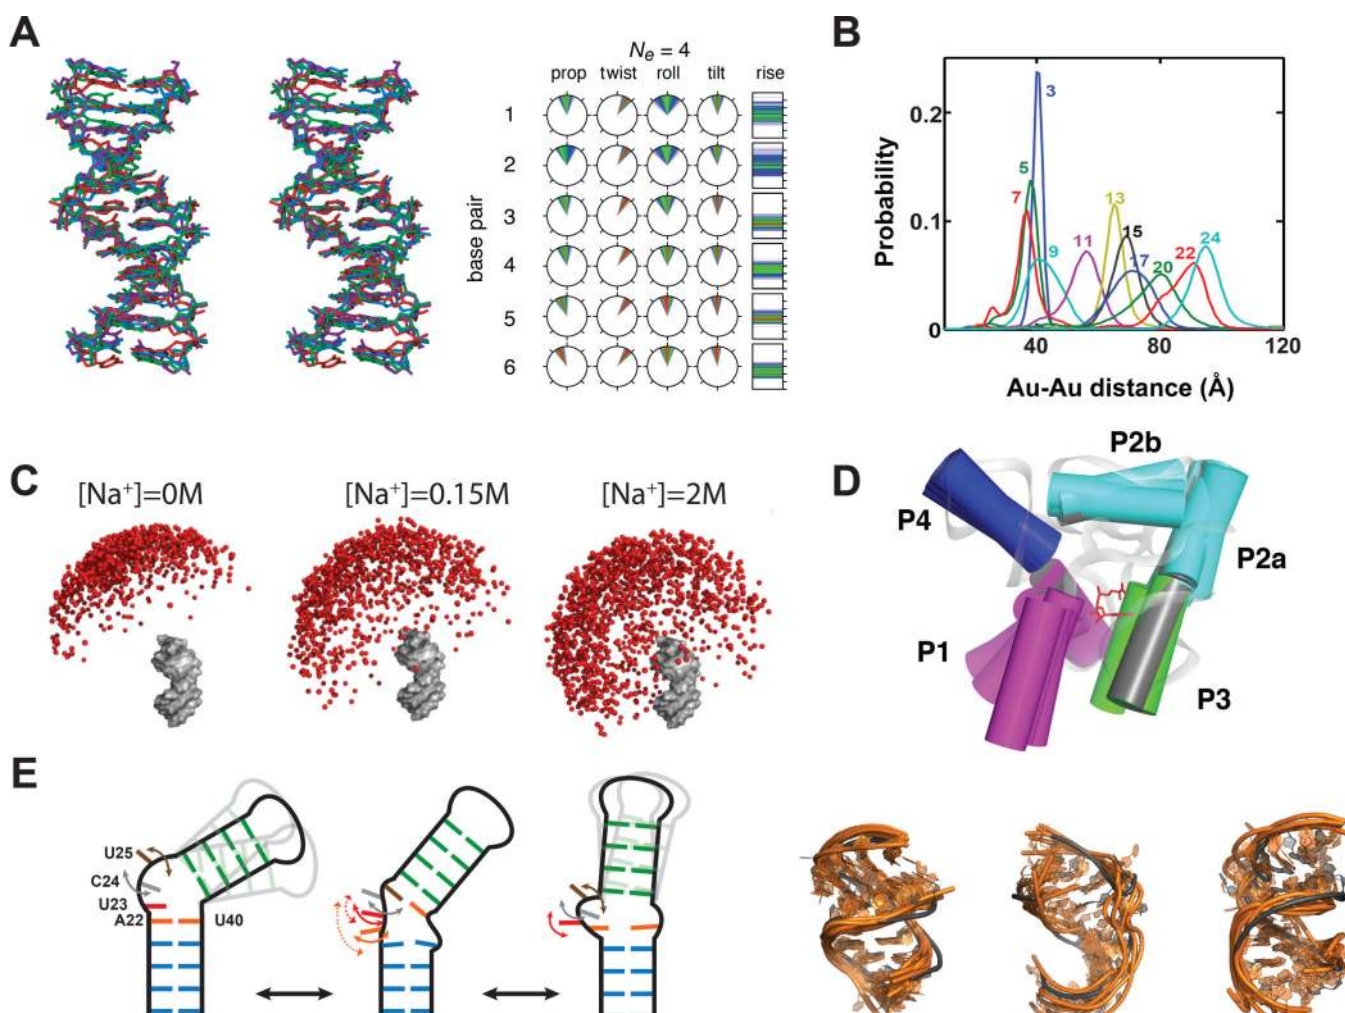 A
N_e = 4
prop twist roll tilt rise
base pair
1
2
3
4
5
6
B
Probability
0.2
0.1
0
3
5
7
9
11
13
15
17
20
22
24
40 80 120
Au-Au distance (Å)
C
[Na⁺]=0M [Na⁺]=0.15M [Na⁺]=2M
D
P2b
P4
P2a
P1
P3
E
U25
C24
U23
A22 U40